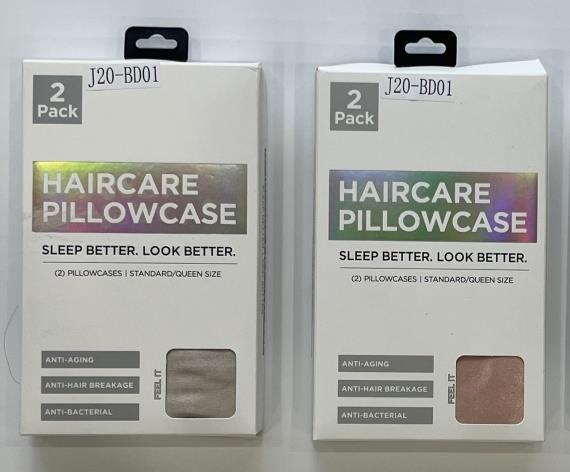 2
Pack
J20-BD01
HAIRCARE
PILLOWCASE
SLEEP BETTER. LOOK BETTER.
(2) PILLOWCASES | STANDARD/QUEEN SIZE
ANTI-AGING
ANTI-HAIR BREAKAGE
ANTI-BACTERIAL
FEEL IT
2
Pack
J20-BD01
HAIRCARE
PILLOWCASE
SLEEP BETTER. LOOK BETTER.
(2) PILLOWCASES | STANDARD/QUEEN SIZE
ANTI-AGING
ANTI-HAIR BREAKAGE
ANTI-BACTERIAL
FEEL IT